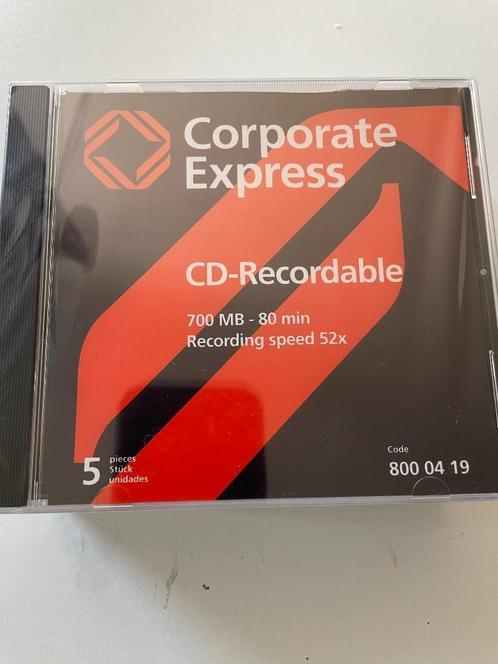 Corporate
Express
CD-Recordable
700 MB - 80 min
Recording speed 52x
5 pieces
Stück
unidades
Code
800 04 19